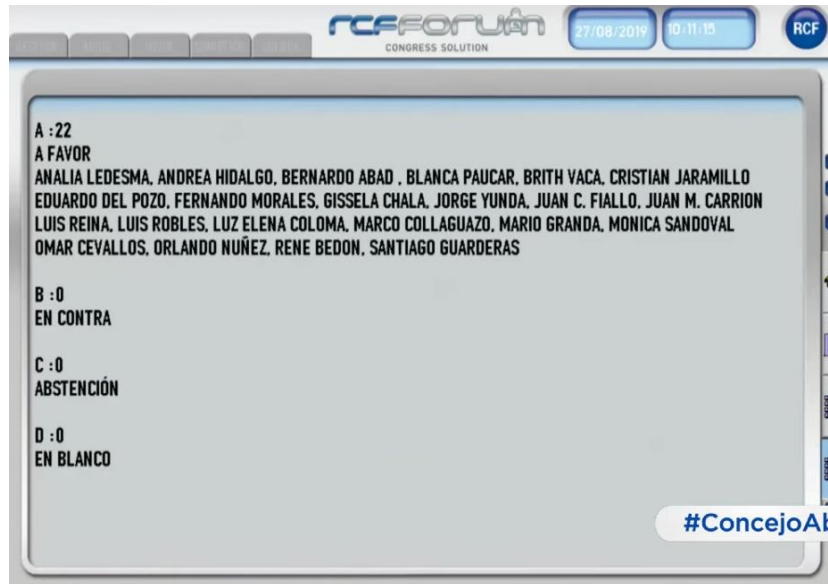 RCFFORUM
CONGRESS SOLUTION
27/08/2019
10:11:15
RCF
A :22
A FAVOR
ANALIA LEDESMA, ANDREA HIDALGO, BERNARDO ABAD , BLANCA PAUCAR, BRITH VACA, CRISTIAN JARAMILLO
EDUARDO DEL POZO, FERNANDO MORALES, GISSELA CHALA, JORGE YUNDA, JUAN C. FIALLO, JUAN M. CARRION
LUIS REINA, LUIS ROBLES, LUZ ELENA COLOMA, MARCO COLLAGUAZO, MARIO GRANDA, MONICA SANDOVAL
OMAR CEVALLOS, ORLANDO NUÑEZ, RENE BEDON, SANTIAGO GUARDERAS
B :0
EN CONTRA
C :0
ABSTENCIÓN
D :0
EN BLANCO
#ConcejoAb